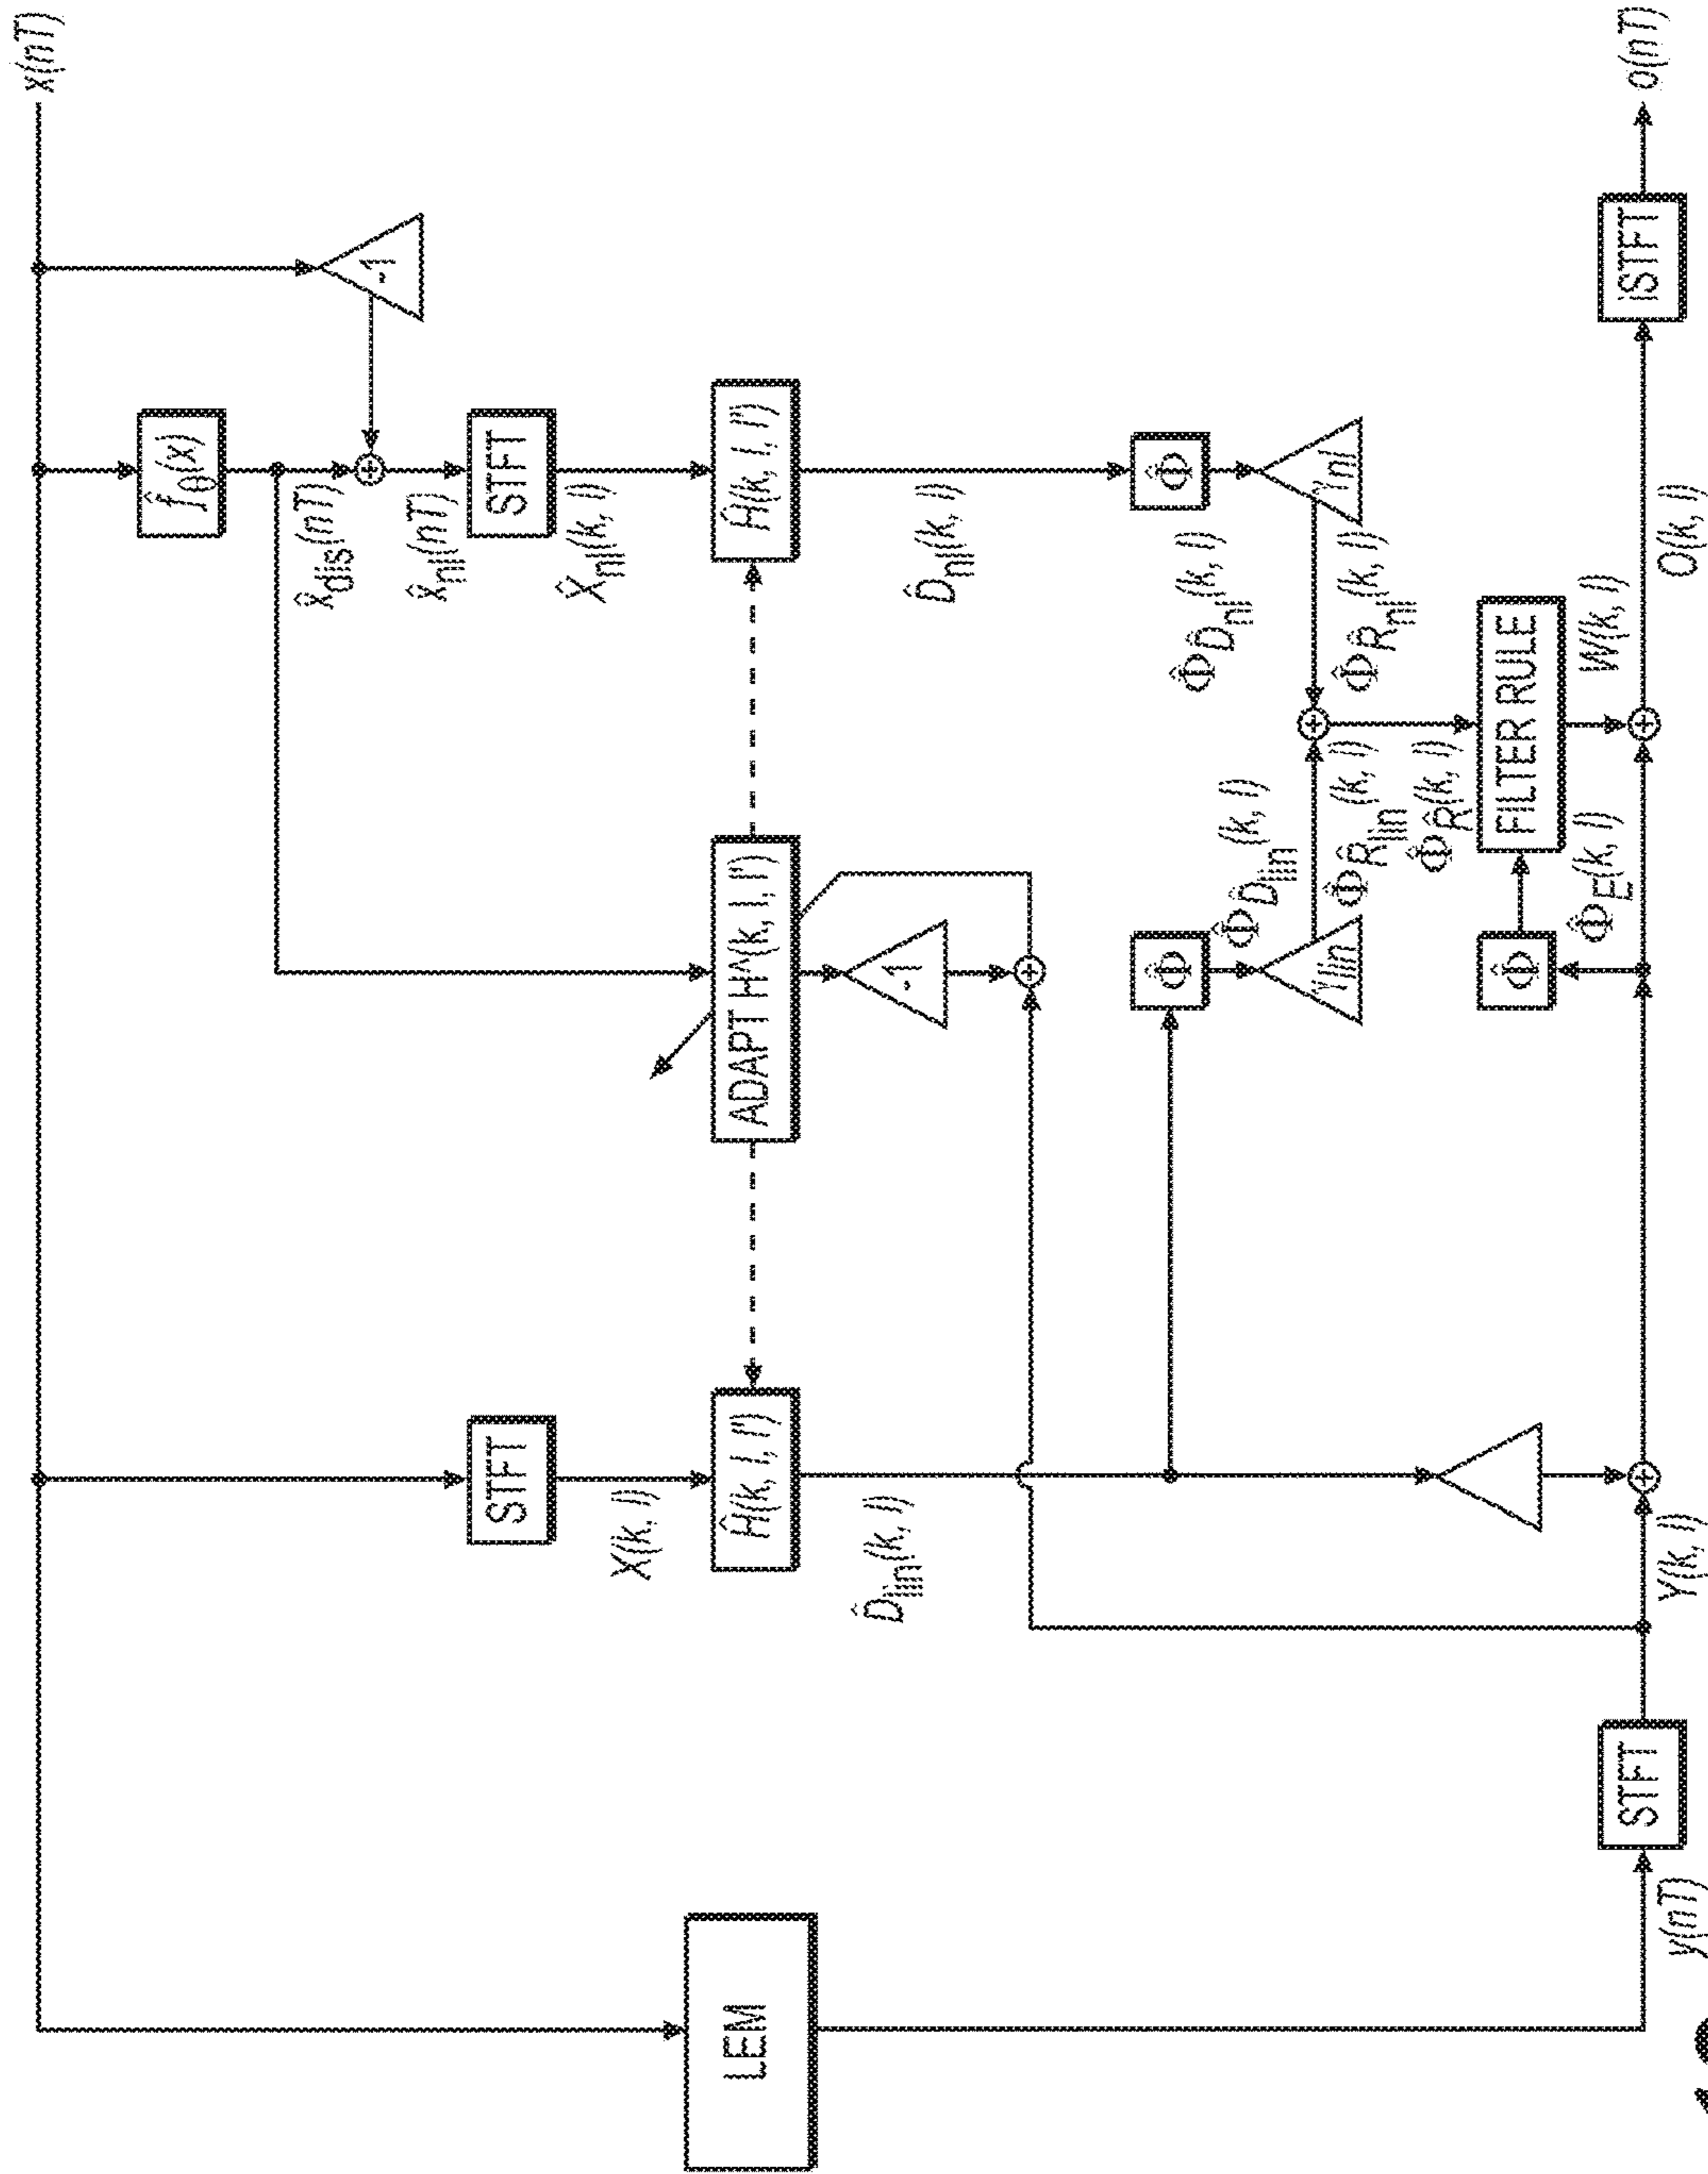 x(nT)
f̂θ(x)
-1
x̂dis(nT)
x̂nl(nT)
STFT
STFT
X(k, l)
X̂nl(k, l)
LEM
Ĥ(k, l, l')
ADAPT H^(k, l, l')
Ĥ(k, l, l')
D̂lin(k, l)
-1
D̂nl(k, l)
Φ̂
Φ̂
Φ̂D̂lin(k, l)
Φ̂D̂nl(k, l)
γlin
γnl
Φ̂R̂lin(k, l)
Φ̂R̂nl(k, l)
Φ̂R̂(k, l)
Φ̂
FILTER RULE
Φ̂E(k, l)
W(k, l)
STFT
ISTFT
y(nT)
Y(k, l)
O(k, l)
o(nT)